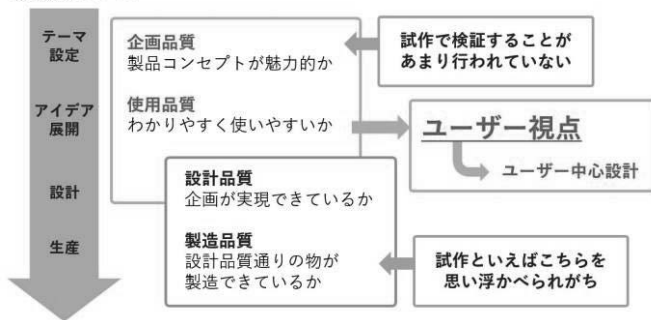 テーマ
設定
アイデア
展開
設計
生産
企画品質
製品コンセプトが魅力的か
使用品質
わかりやすく使いやすいか
設計品質
企画が実現できているか
製造品質
設計品質通りの物が
製造できているか
試作で検証することが
あまり行われていない
ユーザー視点
ユーザー中心設計
試作といえばこちらを
思い浮かべられがち